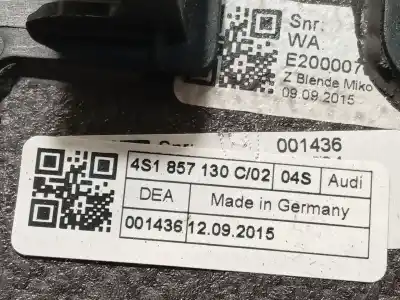 Snr:
WA
E200007
Z Blende Miko
09.09.2015
001436
4S1 857 130 C/02 04S Audi
DEA Made in Germany
001436 12.09.2015